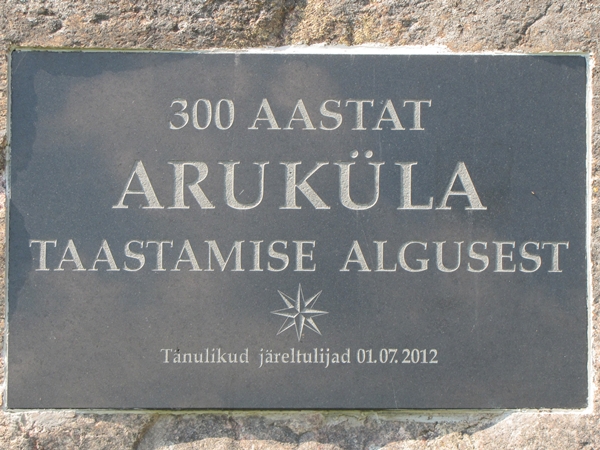 300 AASTAT
ARUKÜLA
TAASTAMISE ALGUSEST
Tänulikud järeltulijad 01.07.2012